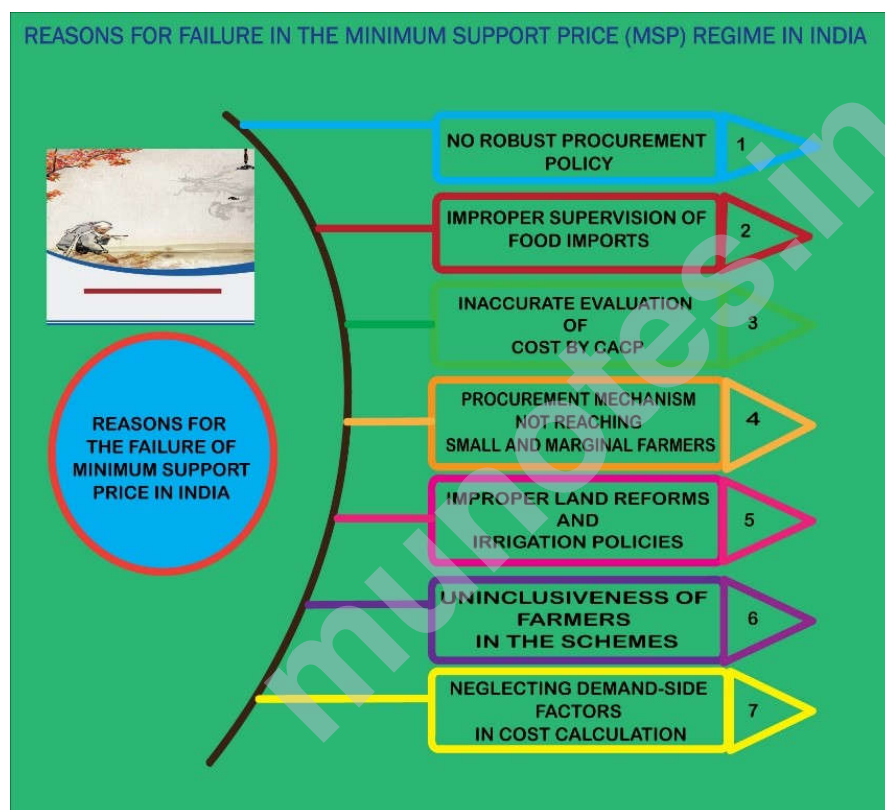 REASONS FOR FAILURE IN THE MINIMUM SUPPORT PRICE (MSP) REGIME IN INDIA
REASONS FOR
THE FAILURE OF
MINIMUM SUPPORT
PRICE IN INDIA
NO ROBUST PROCUREMENT
POLICY
1
IMPROPER SUPERVISION OF
FOOD IMPORTS
2
INACCURATE EVALUATION
OF
COST BY CACP
3
PROCUREMENT MECHANISM
NOT REACHING
SMALL AND MARGINAL FARMERS
4
IMPROPER LAND REFORMS
AND
IRRIGATION POLICIES
5
UNINCLUSIVENESS OF
FARMERS
IN THE SCHEMES
6
NEGLECTING DEMAND-SIDE
FACTORS
IN COST CALCULATION
7
munotes.in